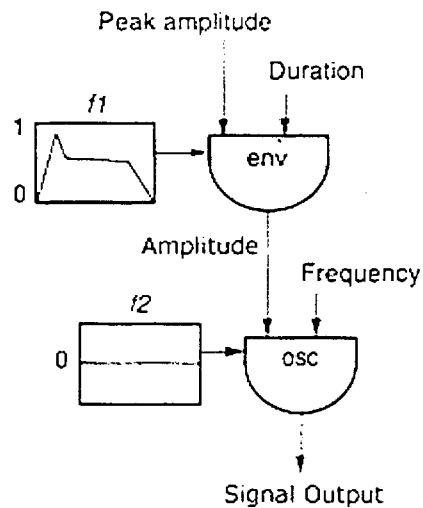 Peak amplitude
Duration
f1
1
0
env
Amplitude
Frequency
f2
0
osc
Signal Output